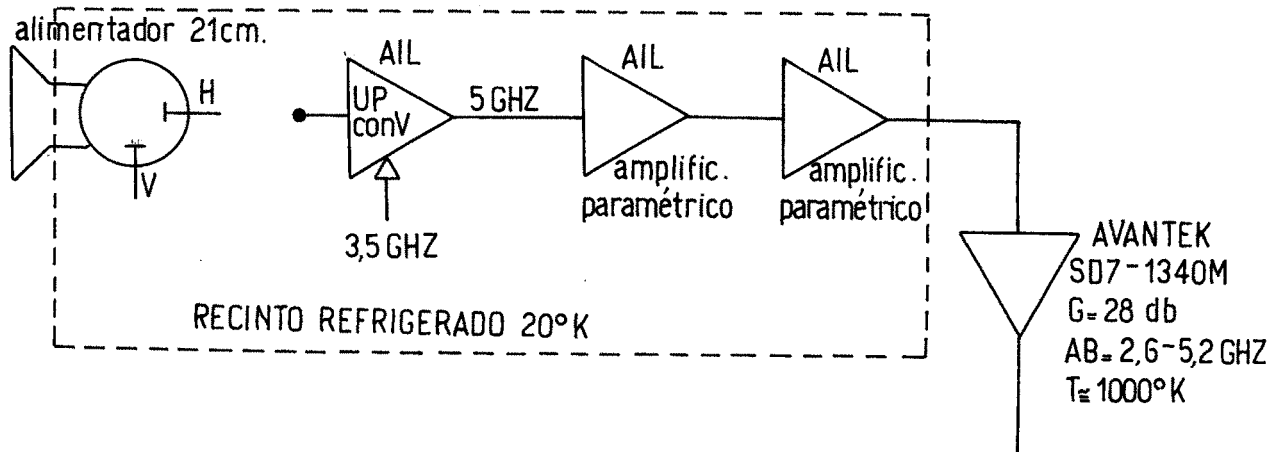 alimentador 21cm.
H
V
AIL
UP
conV
3,5 GHZ
5 GHZ
AIL
amplific.
paramétrico
AIL
amplific.
paramétrico
RECINTO REFRIGERADO 20°K
AVANTEK
SD7-1340M
G= 28 db
AB= 2,6-5,2 GHZ
T≅ 1000°K